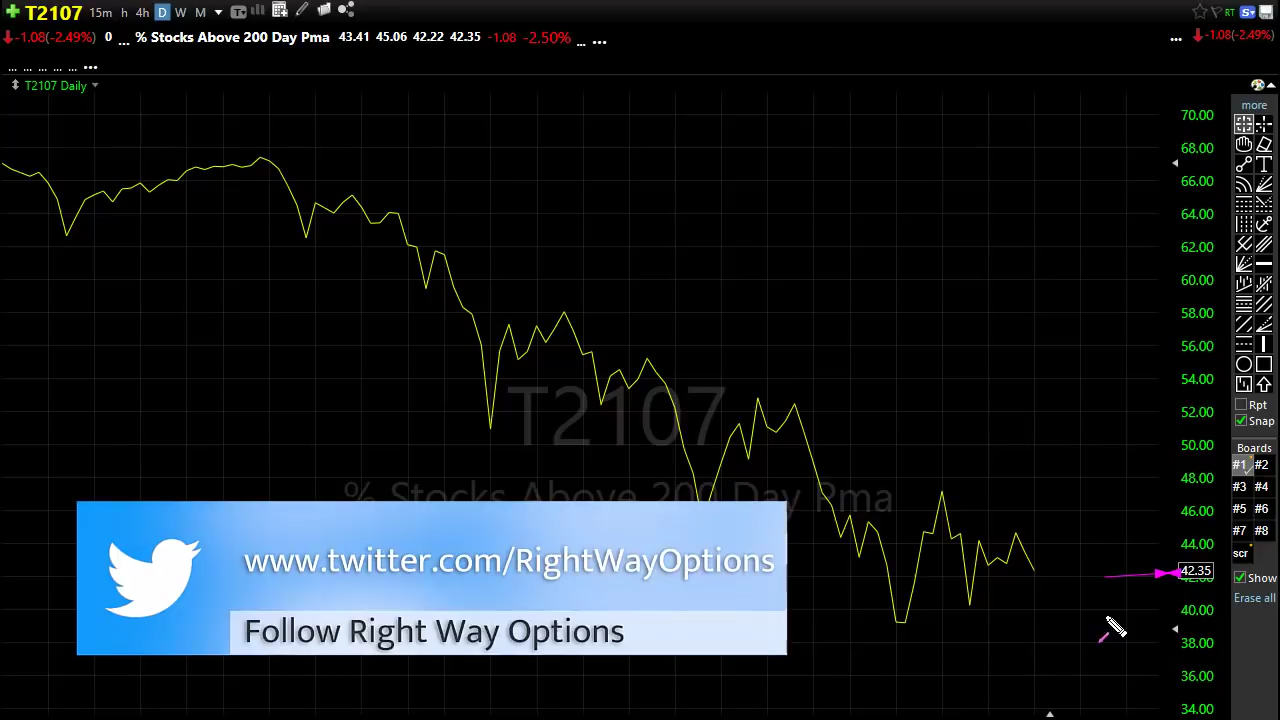 T2107 15m h 4h D W M T RT S
-1.08(-2.49%) 0 ... % Stocks Above 200 Day Pma 43.41 45.06 42.22 42.35 -1.08 -2.50% ... ... ... -1.08(-2.49%)
... ... ... ... ... ...
T2107 Daily
more
70.00
68.00
66.00
64.00
62.00
60.00
58.00
56.00
54.00
52.00
50.00
48.00
46.00
44.00
42.35
40.00
38.00
36.00
34.00
T2107
% Stocks Above 200 Day Pma
www.twitter.com/RightWayOptions
Follow Right Way Options
Rpt
Snap
Boards
#1 #2
#3 #4
#5 #6
#7 #8
scr
Show
Erase all